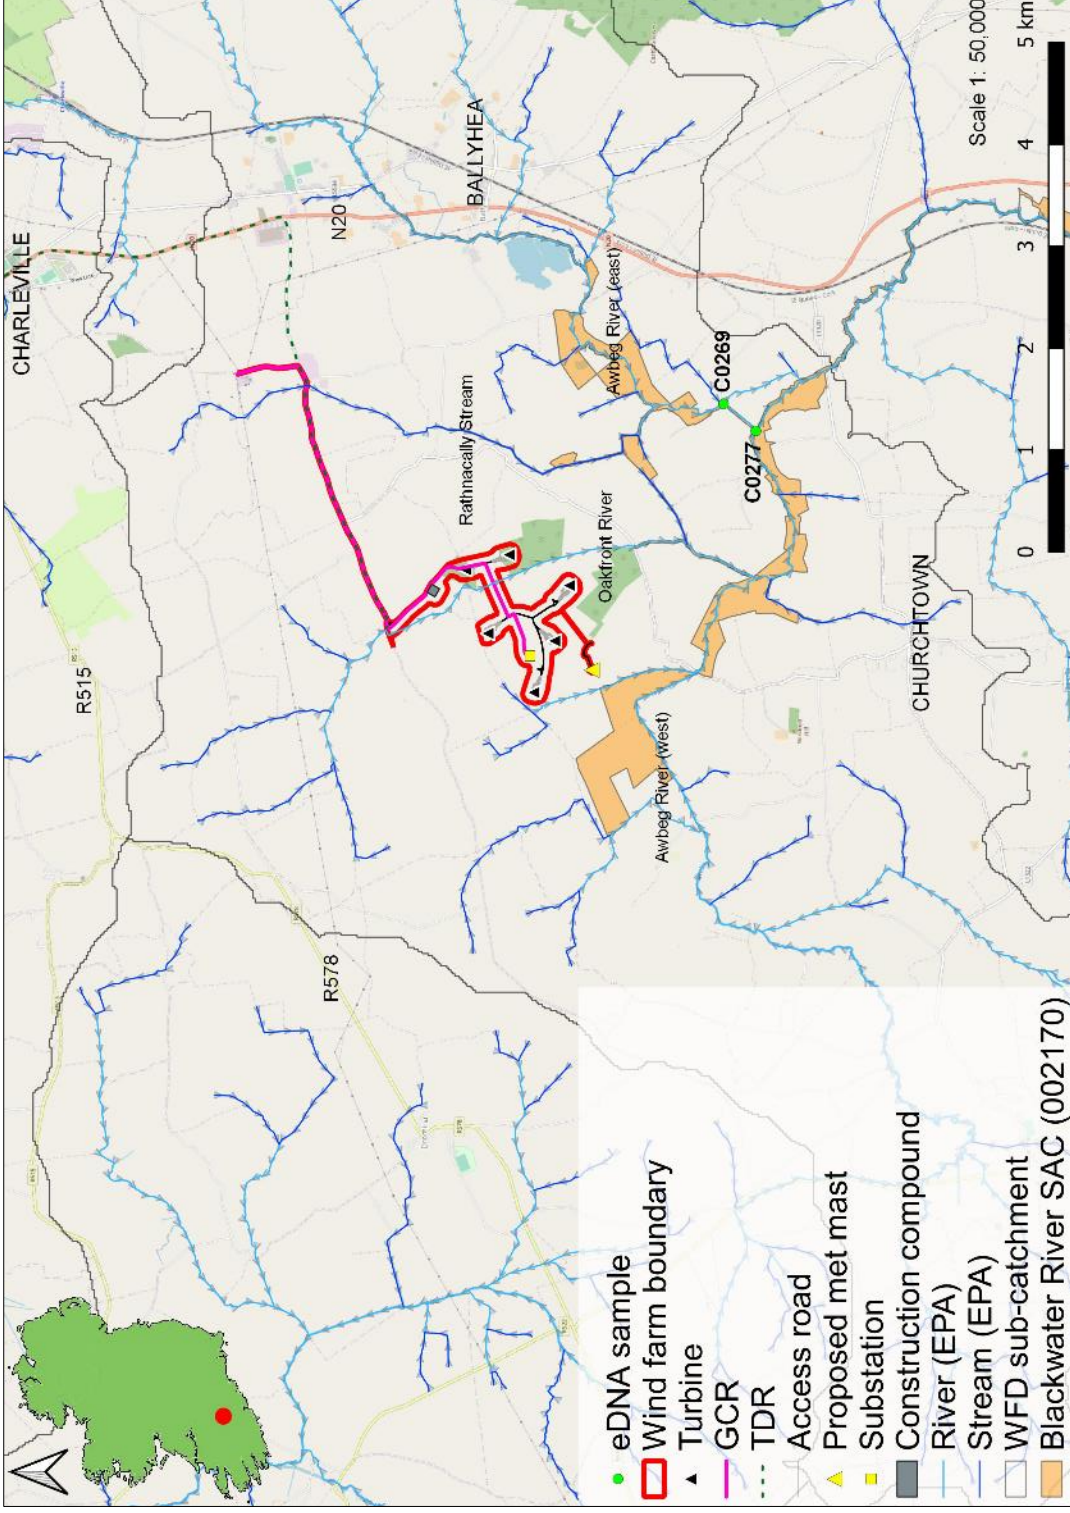 CHARLEVILLE
R515
N20
BALLYHEA
R578
Rathnacally Stream
Awbeg River (east)
Oakfront River
Awbeg River (west)
C0269
C0277
CHURCHTOWN
Scale 1: 50,000
0 1 2 3 4 5 km
eDNA sample
Wind farm boundary
Turbine
GCR
TDR
Access road
Proposed met mast
Substation
Construction compound
River (EPA)
Stream (EPA)
WFD sub-catchment
Blackwater River SAC (002170)